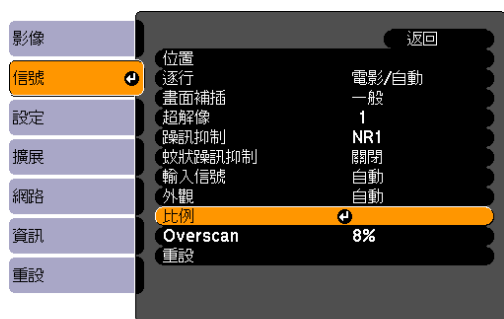 影像
信號
設定
擴展
網路
資訊
重設
返回
位置
逐行 電影/自動
畫面補插 一般
超解像 1
躁訊抑制 NR1
蚊狀躁訊抑制 關閉
輸入信號 自動
外觀 自動
比例
Overscan 8%
重設